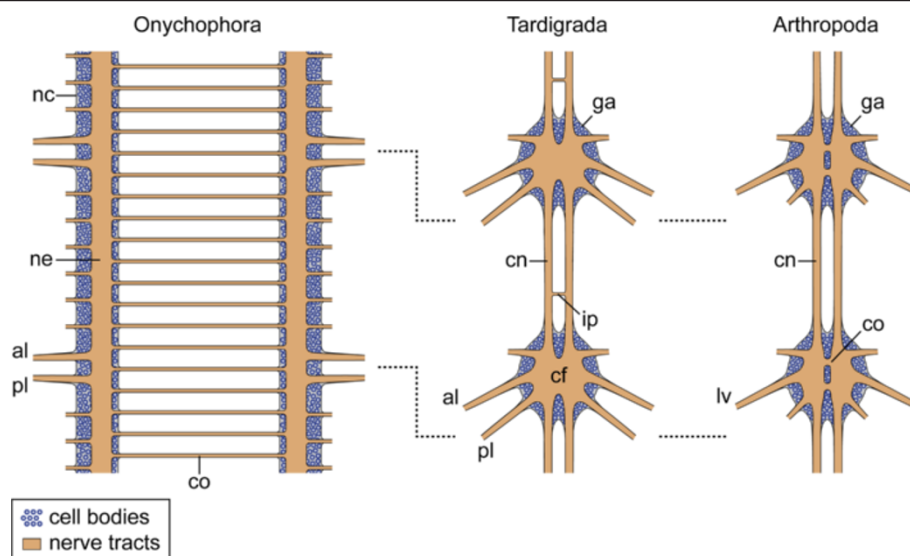 Onychophora
Tardigrada
Arthropoda
nc
ga
ga
ne
cn
cn
ip
co
al
pl
cf
al
lv
pl
co
cell bodies
nerve tracts